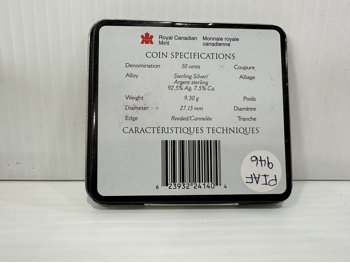 Royal Canadian Mint Monnaie royale canadienne
COIN SPECIFICATIONS
Denomination 50 cents Coupure
Alloy Sterling Silver/ Argent sterling 92.5% Ag, 7.5% Cu Alliage
Weight 9.30 g Poids
Diameter 27.13 mm Diamètre
Edge Reeded/Cannelée Tranche
CARACTÉRISTIQUES TECHNIQUES
6 23932 24140 4
PIAF
946